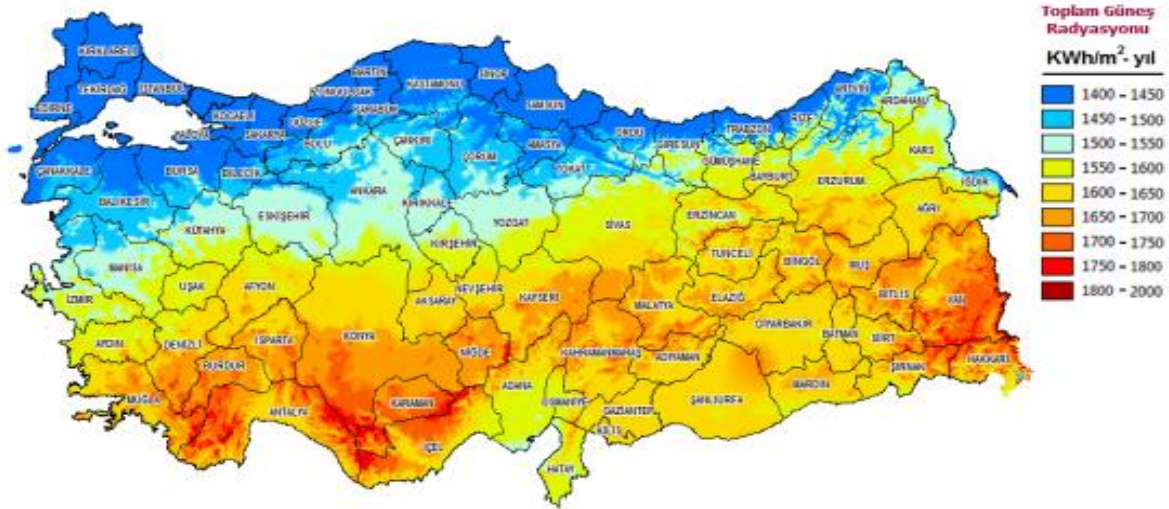 Toplam Güneş
Radyasyonu
KWh/m²- yıl
1400 – 1450
1450 – 1500
1500 – 1550
1550 – 1600
1600 – 1650
1650 – 1700
1700 – 1750
1750 – 1800
1800 – 2000
KIRKLARELİ
EDİRNE
TEKİRDAĞ
İSTANBUL
KOCAELİ
YALOVA
SAKARYA
DÜZCE
ZONGULDAK
BARTIN
KARABÜK
KASTAMONU
SİNOP
SAMSUN
ORDU
GİRESUN
TRABZON
RİZE
ARTVİN
ARDAHAN
ÇANAKKALE
BALIKESİR
BURSA
BİLECİK
BOLU
ÇANKIRI
ÇORUM
AMASYA
TOKAT
GÜMÜŞHANE
BAYBURT
ERZURUM
KARS
IĞDIR
KÜTAHYA
ESKİŞEHİR
ANKARA
KIRIKKALE
YOZGAT
SİVAS
ERZİNCAN
AĞRI
MANİSA
İZMİR
UŞAK
AFYON
KIRŞEHİR
NEVŞEHİR
AKSARAY
KAYSERİ
MALATYA
TUNCELİ
ELAZIĞ
BİNGÖL
MUŞ
BİTLİS
VAN
AYDIN
DENİZLİ
BURDUR
ISPARTA
KONYA
NİĞDE
KAHRAMANMARAŞ
ADIYAMAN
DİYARBAKIR
BATMAN
SİİRT
ŞIRNAK
HAKKARİ
MUĞLA
ANTALYA
KARAMAN
İÇEL
ADANA
OSMANİYE
GAZİANTEP
KİLİS
ŞANLIURFA
MARDİN
HATAY